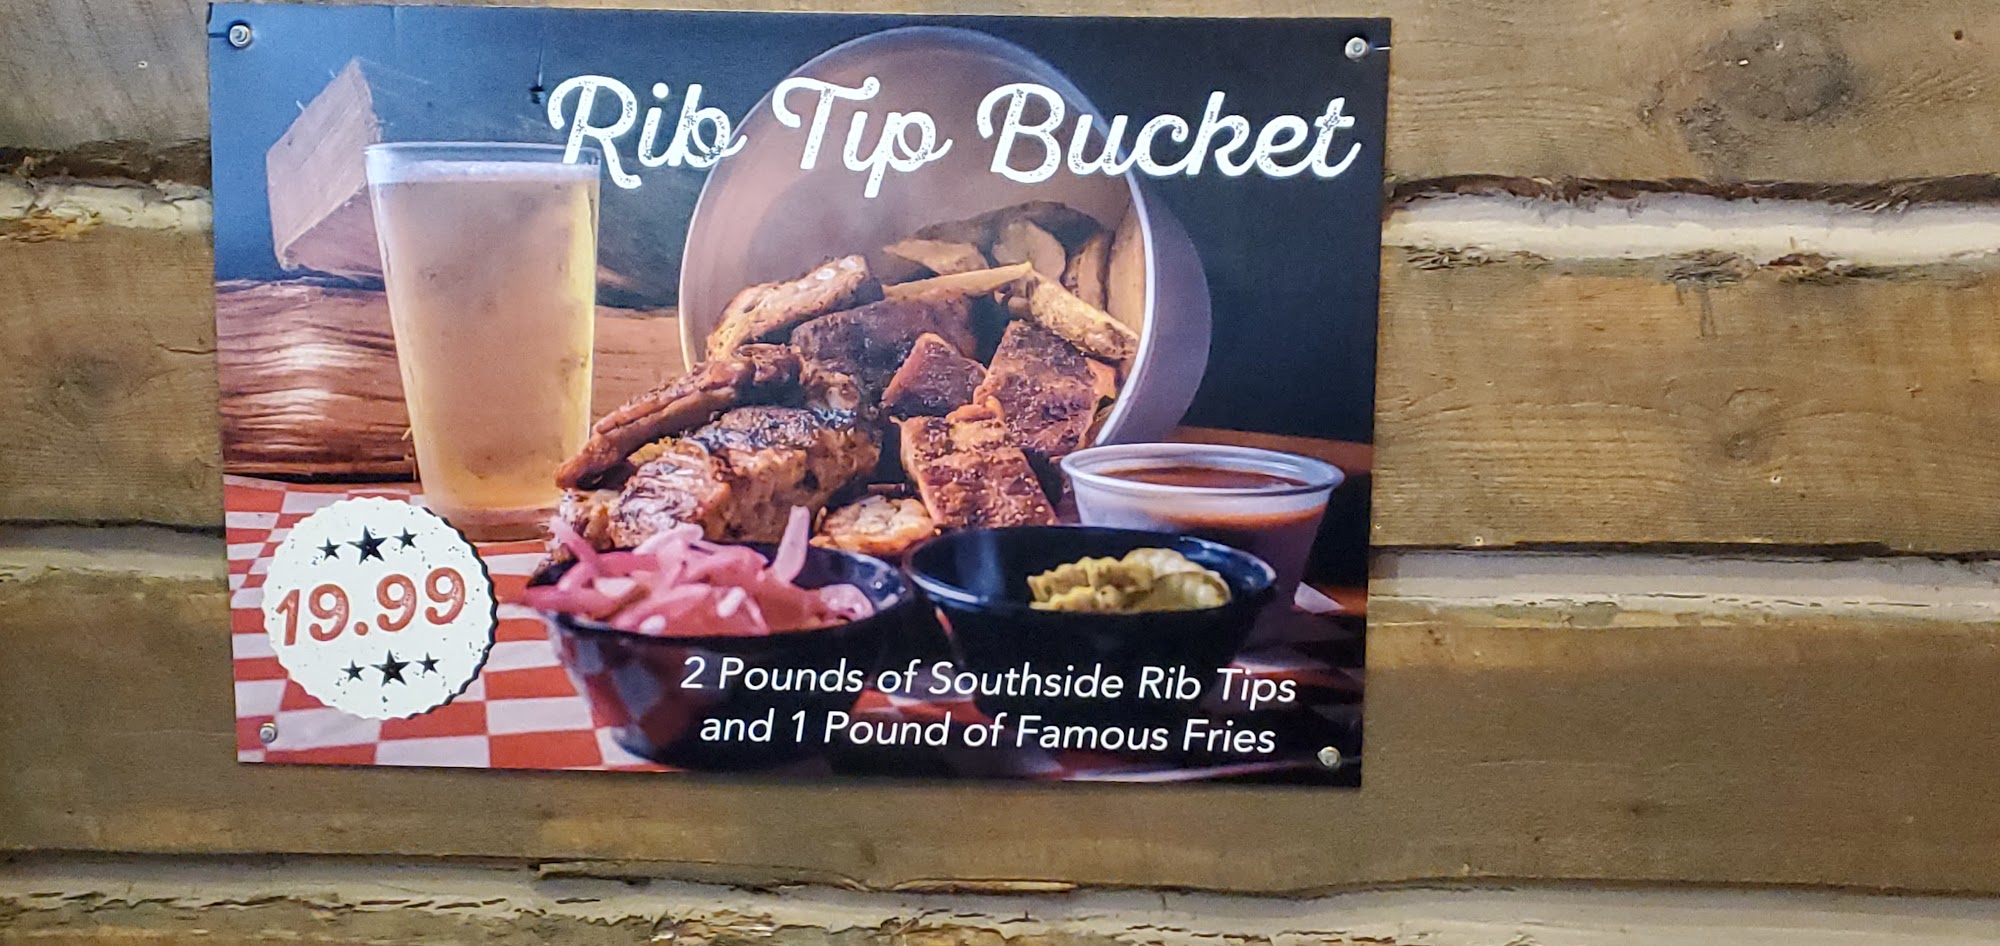 Rib Tip Bucket
19.99
2 Pounds of Southside Rib Tips
and 1 Pound of Famous Fries